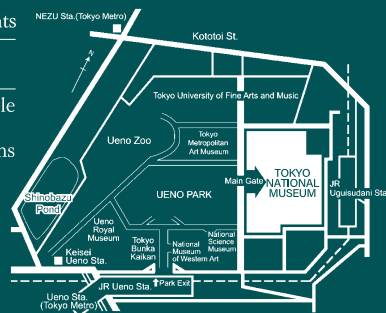 nts
NEZU Sta.(Tokyo Metro)
Kototoi St.
N
le
ns
Tokyo University of Fine Arts and Music
Ueno Zoo
Tokyo
Metropolitan
Art Museum
Main Gate
TOKYO
NATIONAL
MUSEUM
JR
Uguisudani Sta
UENO PARK
Shinobazu
Pond
Ueno
Royal
Museum
Tokyo
Bunka
Kaikan
National
Museum
of Western Art
National
Science
Museum
Keisei
Ueno Sta.
JR Ueno Sta.
Park Exit
Ueno Sta.
(Tokyo Metro)